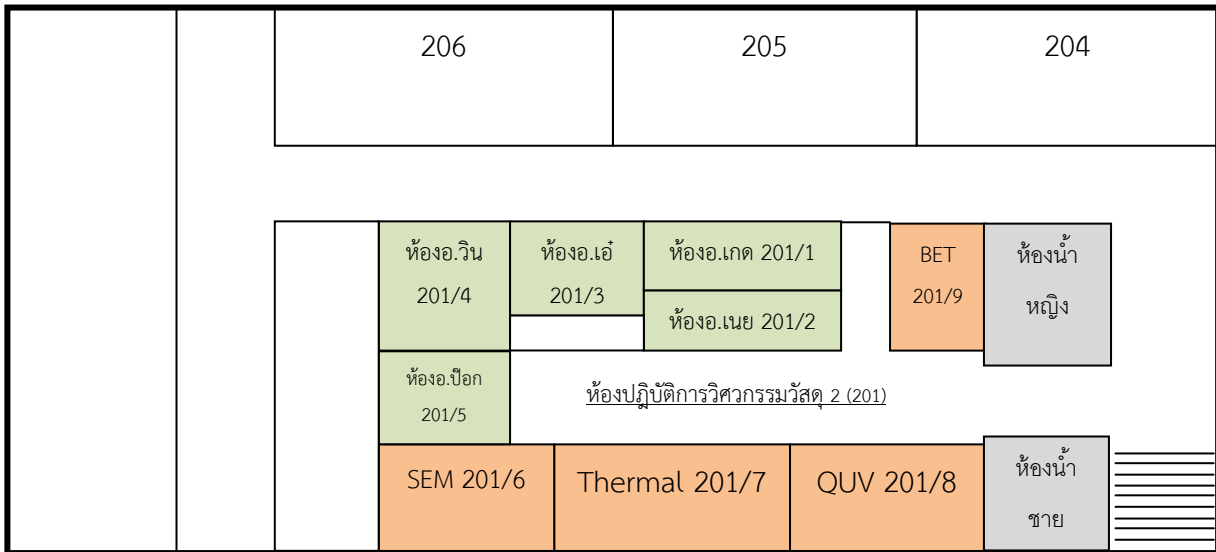 206
205
204
ห้องอ.วิน
201/4
ห้องอ.เอ๋
201/3
ห้องอ.เกด 201/1
ห้องอ.เนย 201/2
BET
201/9
ห้องน้ำ
หญิง
ห้องอ.ป๊อก
201/5
ห้องปฎิบัติการวิศวกรรมวัสดุ 2 (201)
SEM 201/6
Thermal 201/7
QUV 201/8
ห้องน้ำ
ชาย